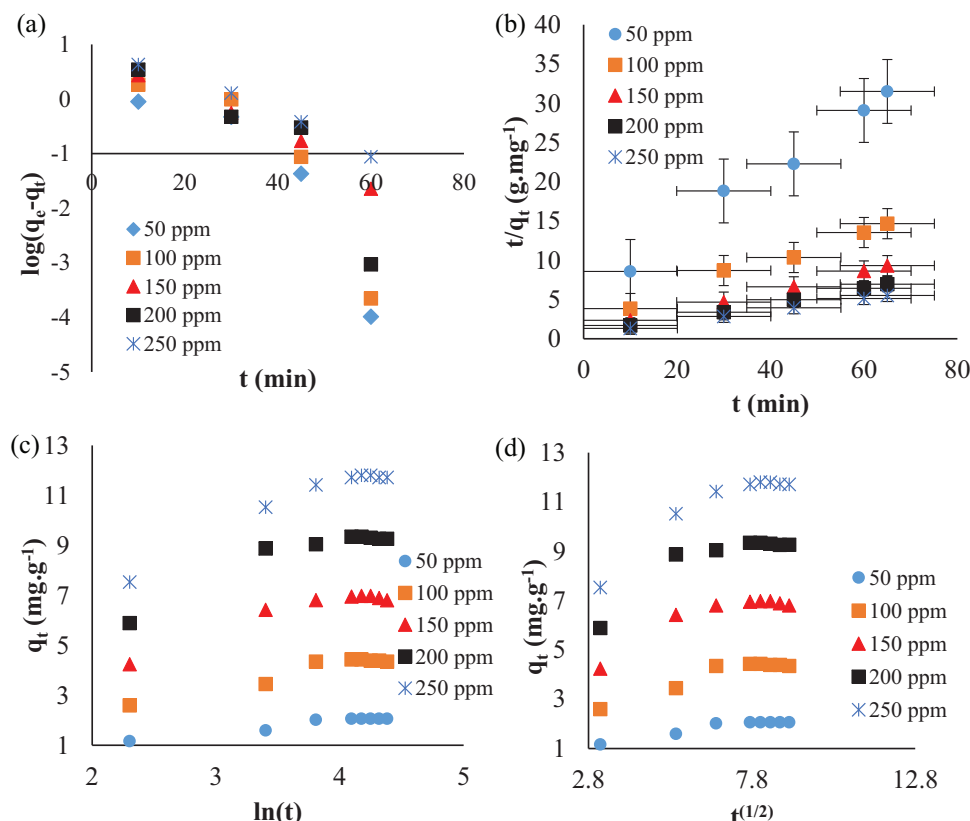 (a)
1
0
-1
-2
-3
-4
-5
0
20
40
60
80
log(qₑ-qₜ)
t (min)
50 ppm
100 ppm
150 ppm
200 ppm
250 ppm
(b)
40
35
30
25
20
15
10
5
0
0
20
40
60
80
t/qₜ (g.mg⁻¹)
t (min)
50 ppm
100 ppm
150 ppm
200 ppm
250 ppm
(c)
13
11
9
7
5
3
1
2
3
4
5
qₜ (mg.g⁻¹)
ln(t)
50 ppm
100 ppm
150 ppm
200 ppm
250 ppm
(d)
13
11
9
7
5
3
1
2.8
7.8
12.8
qₜ (mg.g⁻¹)
t⁽¹/²⁾
50 ppm
100 ppm
150 ppm
200 ppm
250 ppm